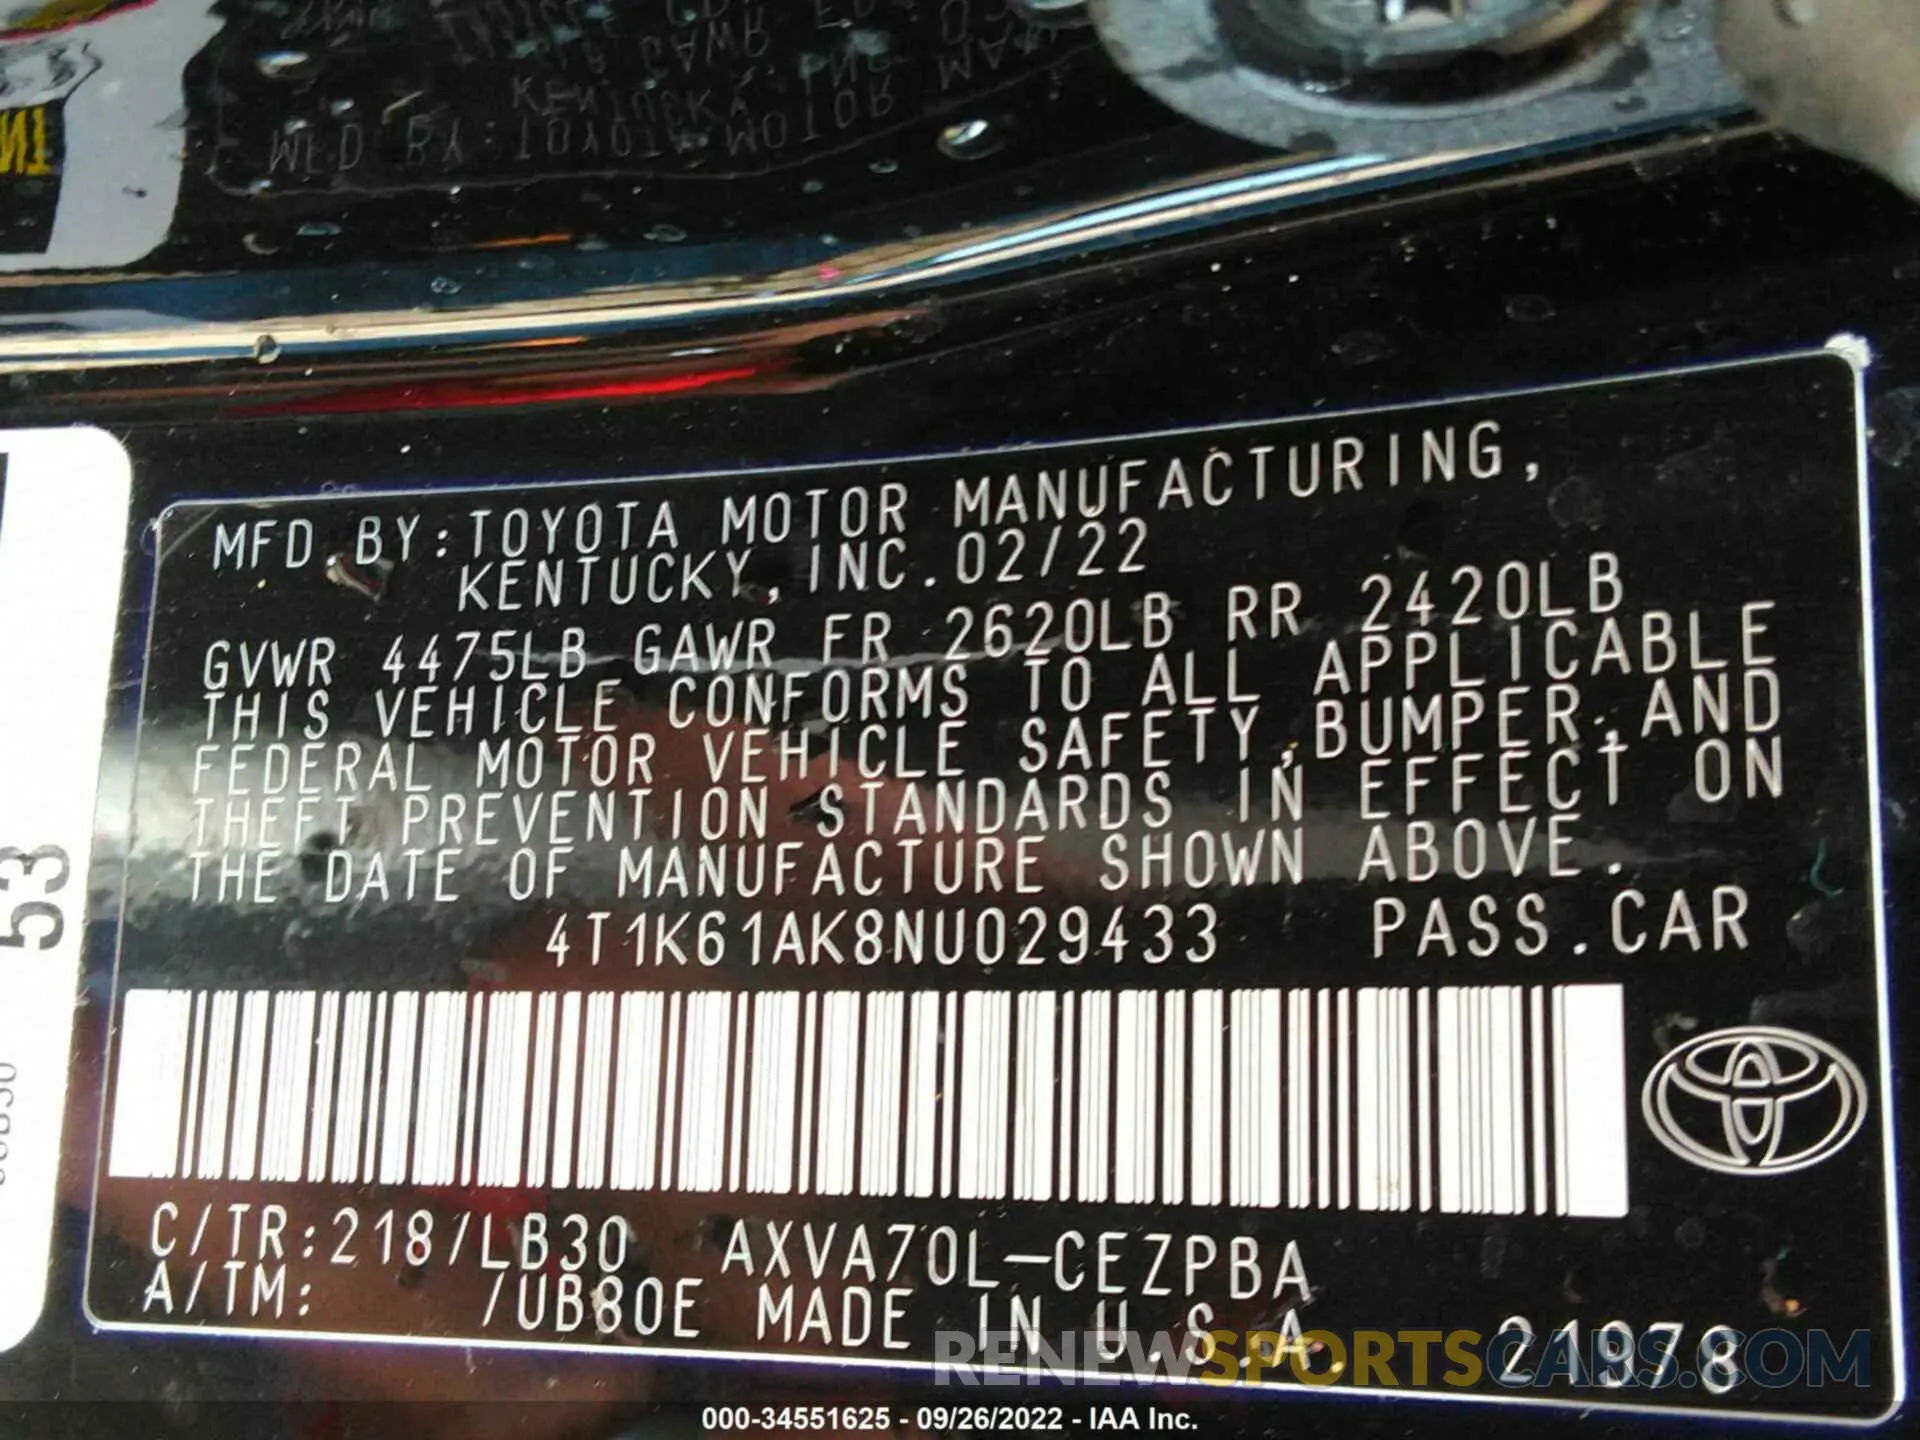 MFD.BY:TOYOTA MOTOR MANUFACTURING,
KENTUCKY,INC.02/22
GVWR 4475LB GAWR FR 2620LB RR 2420LB
THIS VEHICLE CONFORMS TO ALL APPLICABLE
FEDERAL MOTOR VEHICLE SAFETY,BUMPER,AND
THEFT PREVENTION STANDARDS IN EFFECT ON
THE DATE OF MANUFACTURE SHOWN ABOVE.
4T1K61AK8NU029433 PASS.CAR
C/TR:218/LB30 AXVA70L-CEZPBA
A/TM: /UB80E MADE IN U.S.A. 21978
53
RENEWSPORTSCARS.COM
000-34551625 - 09/26/2022 - IAA Inc.